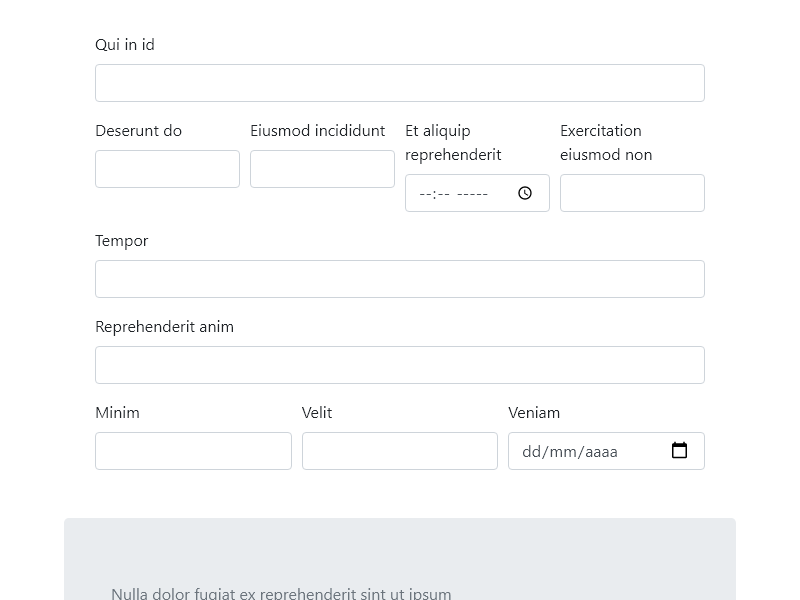 Qui in id
Deserunt do
Eiusmod incididunt
Et aliquip
reprehenderit
--:-- -----
Exercitation
eiusmod non
Tempor
Reprehenderit anim
Minim
Velit
Veniam
dd/mm/aaaa
Nulla dolor fugiat ex reprehenderit sint ut ipsum